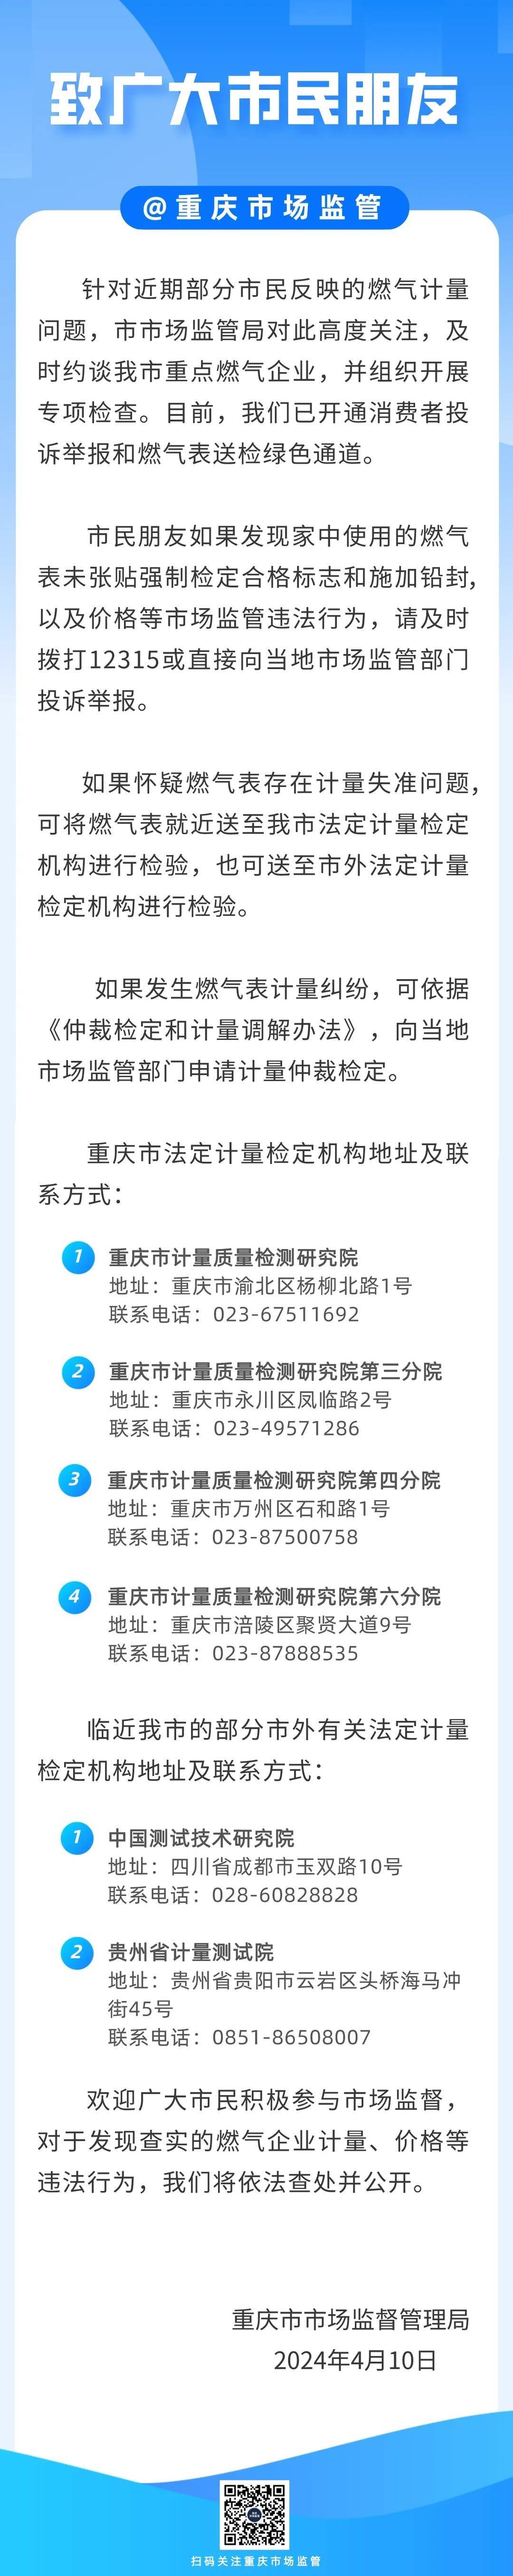 致广大市民朋友
@重庆市场监管
针对近期部分市民反映的燃气计量
问题，市市场监管局对此高度关注，及
时约谈我市重点燃气企业，并组织开展
专项检查。目前，我们已开通消费者投
诉举报和燃气表送检绿色通道。
市民朋友如果发现家中使用的燃气
表未张贴强制检定合格标志和施加铅封，
以及价格等市场监管违法行为，请及时
拨打12315或直接向当地市场监管部门
投诉举报。
如果怀疑燃气表存在计量失准问题，
可将燃气表就近送至我市法定计量检定
机构进行检验，也可送至市外法定计量
检定机构进行检验。
如果发生燃气表计量纠纷，可依据
《仲裁检定和计量调解办法》，向当地
市场监管部门申请计量仲裁检定。
重庆市法定计量检定机构地址及联
系方式：
1 重庆市计量质量检测研究院
地址：重庆市渝北区杨柳北路1号
联系电话：023-67511692
2 重庆市计量质量检测研究院第三分院
地址：重庆市永川区凤临路2号
联系电话：023-49571286
3 重庆市计量质量检测研究院第四分院
地址：重庆市万州区石和路1号
联系电话：023-87500758
4 重庆市计量质量检测研究院第六分院
地址：重庆市涪陵区聚贤大道9号
联系电话：023-87888535
临近我市的部分市外有关法定计量
检定机构地址及联系方式：
1 中国测试技术研究院
地址：四川省成都市玉双路10号
联系电话：028-60828828
2 贵州省计量测试院
地址：贵州省贵阳市云岩区头桥海马冲
街45号
联系电话：0851-86508007
欢迎广大市民积极参与市场监督，
对于发现查实的燃气企业计量、价格等
违法行为，我们将依法查处并公开。
重庆市市场监督管理局
2024年4月10日
扫码关注重庆市场监管